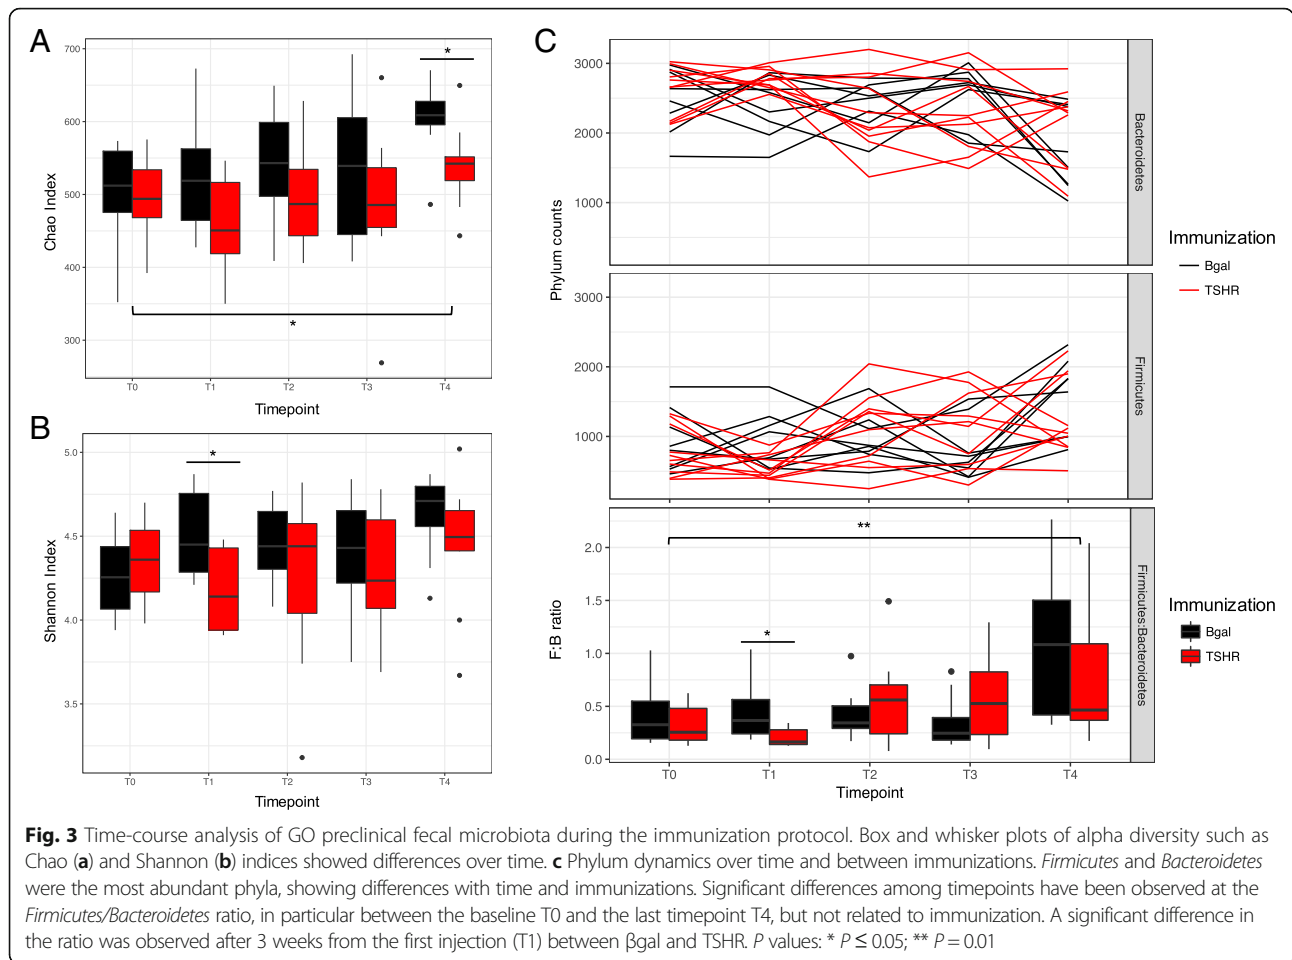 A
700
600
500
400
300
Chao Index
*
*
T0 T1 T2 T3 T4
Timepoint
B
5.0
4.5
4.0
3.5
Shannon Index
*
T0 T1 T2 T3 T4
Timepoint
C
3000
2000
1000
Bacteroidetes
Phylum counts
3000
2000
1000
Firmicutes
Immunization
Bgal
TSHR
2.0
1.5
1.0
0.5
0.0
F:B ratio
**
*
Firmicutes:Bacteroidetes
T0 T1 T2 T3 T4
Timepoint
Immunization
Bgal
TSHR
Fig. 3 Time-course analysis of GO preclinical fecal microbiota during the immunization protocol. Box and whisker plots of alpha diversity such as
Chao (a) and Shannon (b) indices showed differences over time. c Phylum dynamics over time and between immunizations. Firmicutes and Bacteroidetes
were the most abundant phyla, showing differences with time and immunizations. Significant differences among timepoints have been observed at the
Firmicutes/Bacteroidetes ratio, in particular between the baseline T0 and the last timepoint T4, but not related to immunization. A significant difference in
the ratio was observed after 3 weeks from the first injection (T1) between βgal and TSHR. P values: * P ≤ 0.05; ** P = 0.01